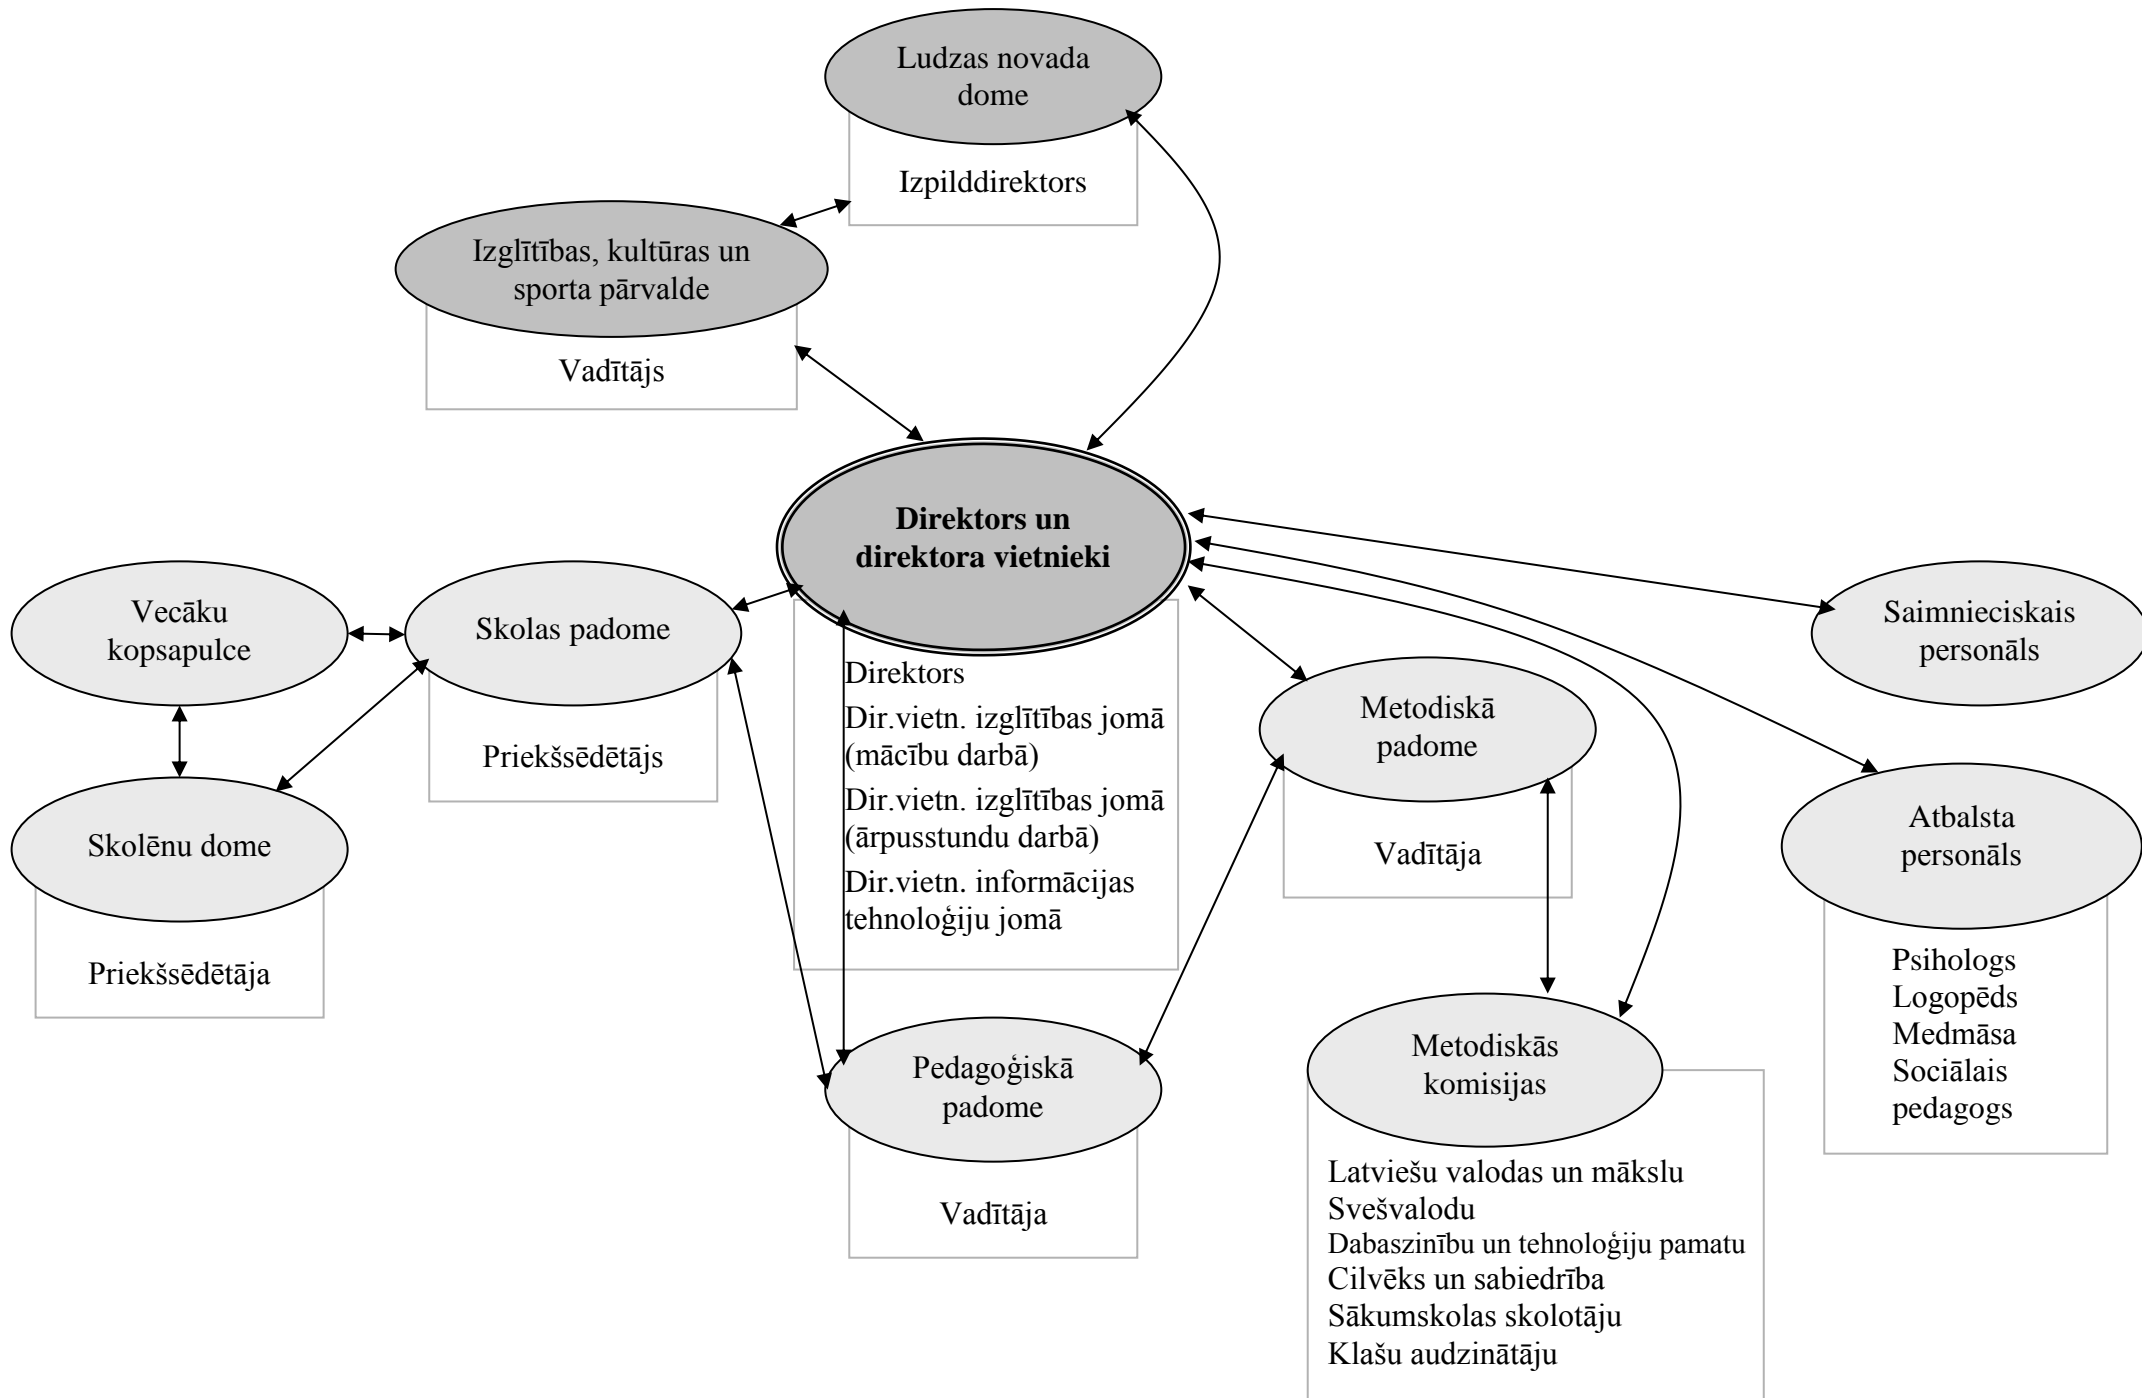 Ludzas novada
dome
Izpilddirektors
Izglītības, kultūras un
sporta pārvalde
Vadītājs
Direktors un
direktora vietnieki
Direktors
Dir.vietn. izglītības jomā
(mācību darbā)
Dir.vietn. izglītības jomā
(ārpusstundu darbā)
Dir.vietn. informācijas
tehnoloģiju jomā
Vecāku
kopsapulce
Skolas padome
Priekšsēdētājs
Skolēnu dome
Priekšsēdētāja
Pedagoģiskā
padome
Vadītāja
Metodiskā
padome
Vadītāja
Metodiskās
komisijas
Latviešu valodas un mākslu
Svešvalodu
Dabaszinību un tehnoloģiju pamatu
Cilvēks un sabiedrība
Sākumskolas skolotāju
Klašu audzinātāju
Saimnieciskais
personāls
Atbalsta
personāls
Psihologs
Logopēds
Medmāsa
Sociālais
pedagogs